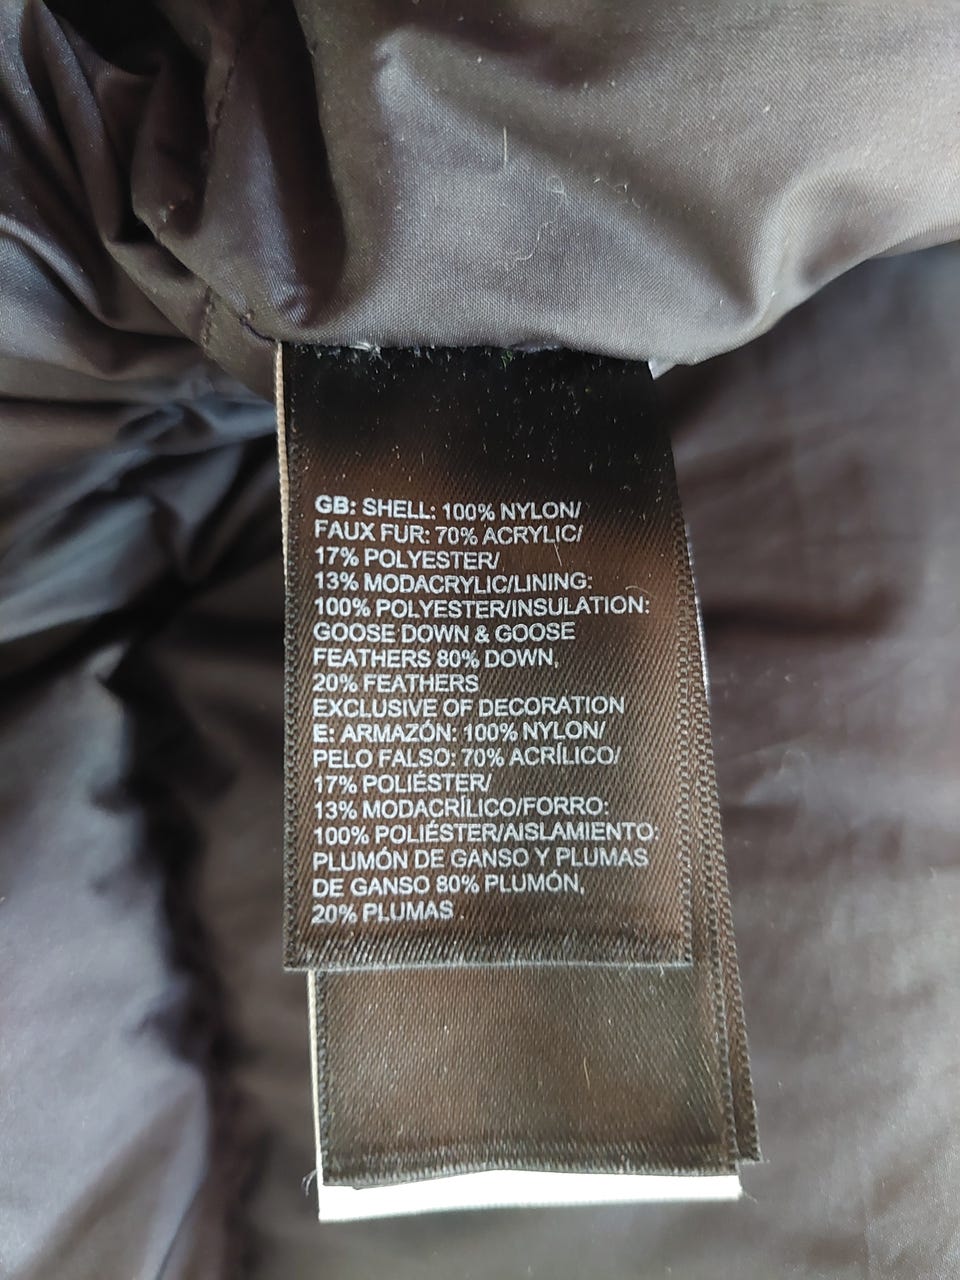 GB: SHELL: 100% NYLON/
FAUX FUR: 70% ACRYLIC/
17% POLYESTER/
13% MODACRYLIC/LINING:
100% POLYESTER/INSULATION:
GOOSE DOWN & GOOSE
FEATHERS 80% DOWN,
20% FEATHERS
EXCLUSIVE OF DECORATION
E: ARMAZÓN: 100% NYLON/
PELO FALSO: 70% ACRÍLICO/
17% POLIÉSTER/
13% MODACRÍLICO/FORRO:
100% POLIÉSTER/AISLAMIENTO:
PLUMÓN DE GANSO Y PLUMAS
DE GANSO 80% PLUMÓN,
20% PLUMAS